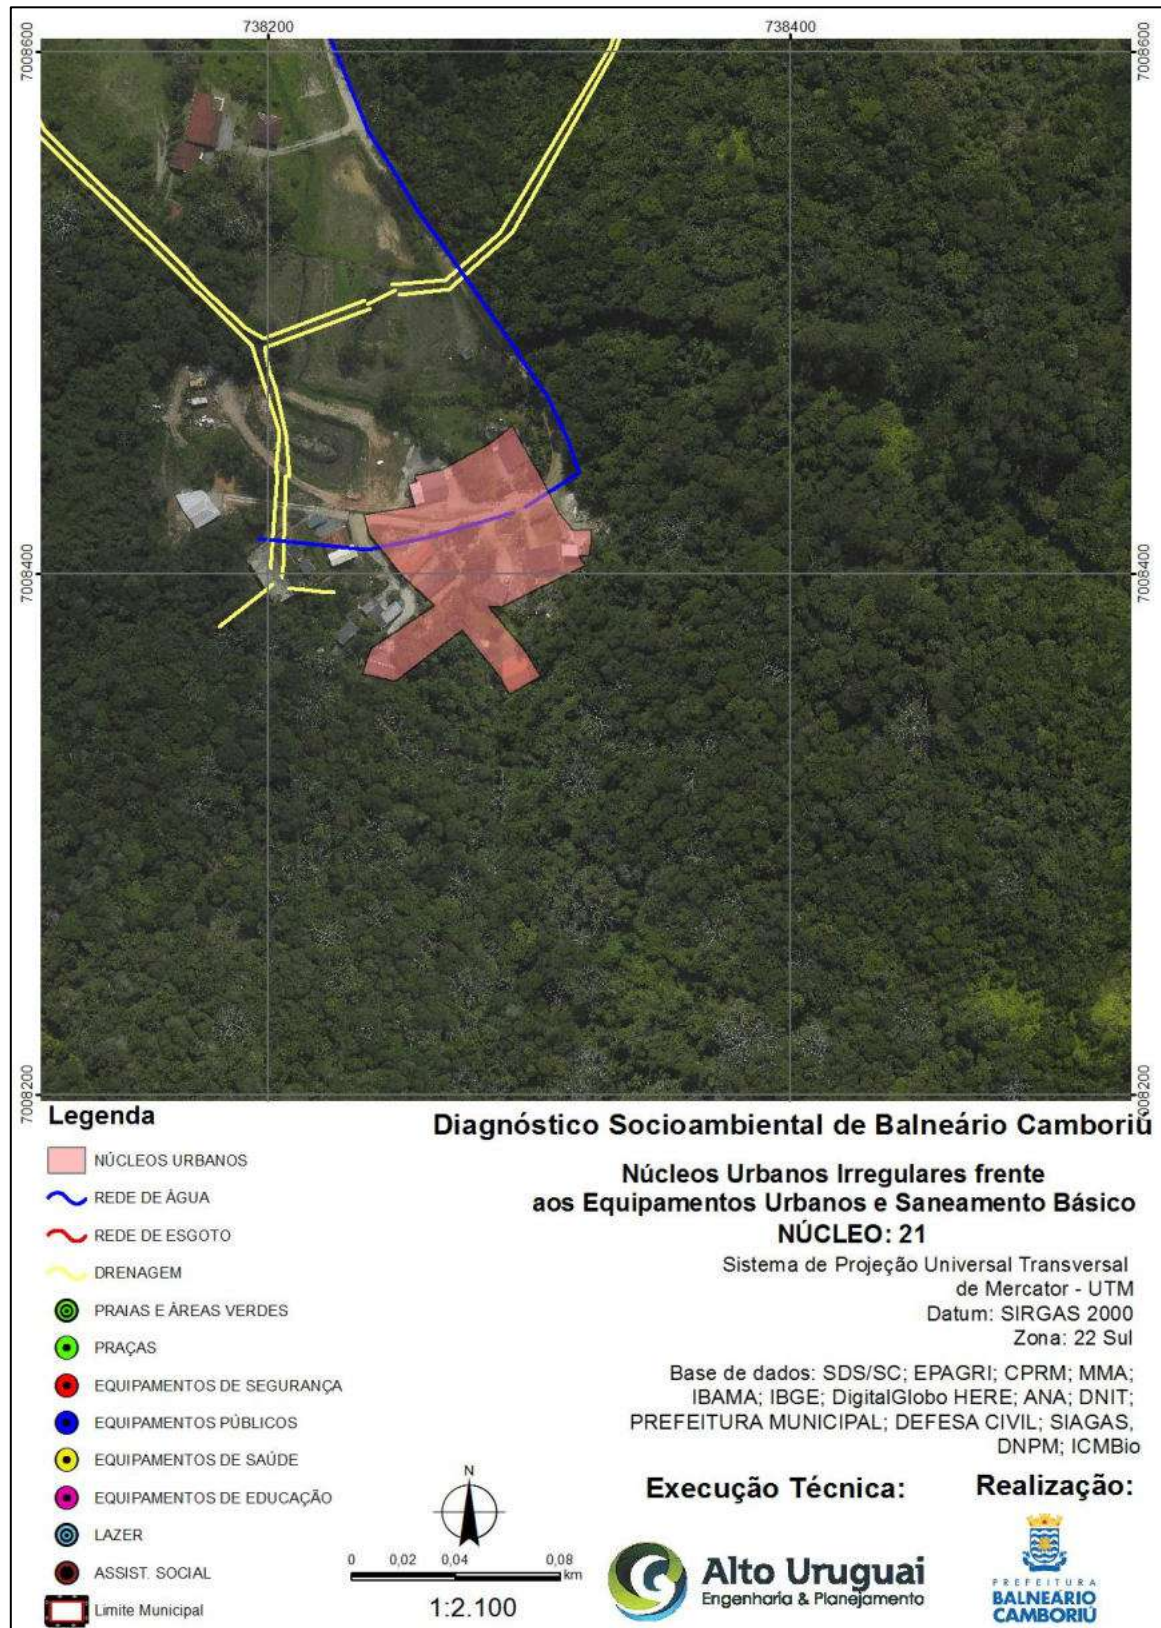 738200
738400
7008600
7008600
7008400
7008400
7008200
7008200
Legenda
NÚCLEOS URBANOS
REDE DE ÁGUA
REDE DE ESGOTO
DRENAGEM
PRAIAS E ÁREAS VERDES
PRAÇAS
EQUIPAMENTOS DE SEGURANÇA
EQUIPAMENTOS PÚBLICOS
EQUIPAMENTOS DE SAÚDE
EQUIPAMENTOS DE EDUCAÇÃO
LAZER
ASSIST. SOCIAL
Limite Municipal
Diagnóstico Socioambiental de Balneário Camboriú
Núcleos Urbanos Irregulares frente
aos Equipamentos Urbanos e Saneamento Básico
NÚCLEO: 21
Sistema de Projeção Universal Transversal
de Mercator - UTM
Datum: SIRGAS 2000
Zona: 22 Sul
Base de dados: SDS/SC; EPAGRI; CPRM; MMA;
IBAMA; IBGE; DigitalGlobo HERE; ANA; DNIT;
PREFEITURA MUNICIPAL; DEFESA CIVIL; SIAGAS,
DNPM; ICMBio
N
0 0,02 0,04 0,08
km
1:2.100
Execução Técnica:
Alto Uruguai
Engenharia & Planejamento
Realização:
PREFEITURA
BALNEÁRIO
CAMBORIÚ